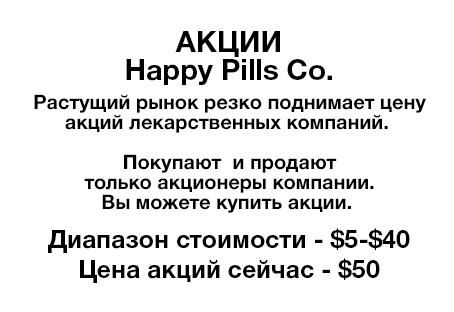 АКЦИИ
Happy Pills Co.
Растущий рынок резко поднимает цену
акций лекарственных компаний.
Покупают и продают
только акционеры компании.
Вы можете купить акции.
Диапазон стоимости - $5-$40
Цена акций сейчас - $50